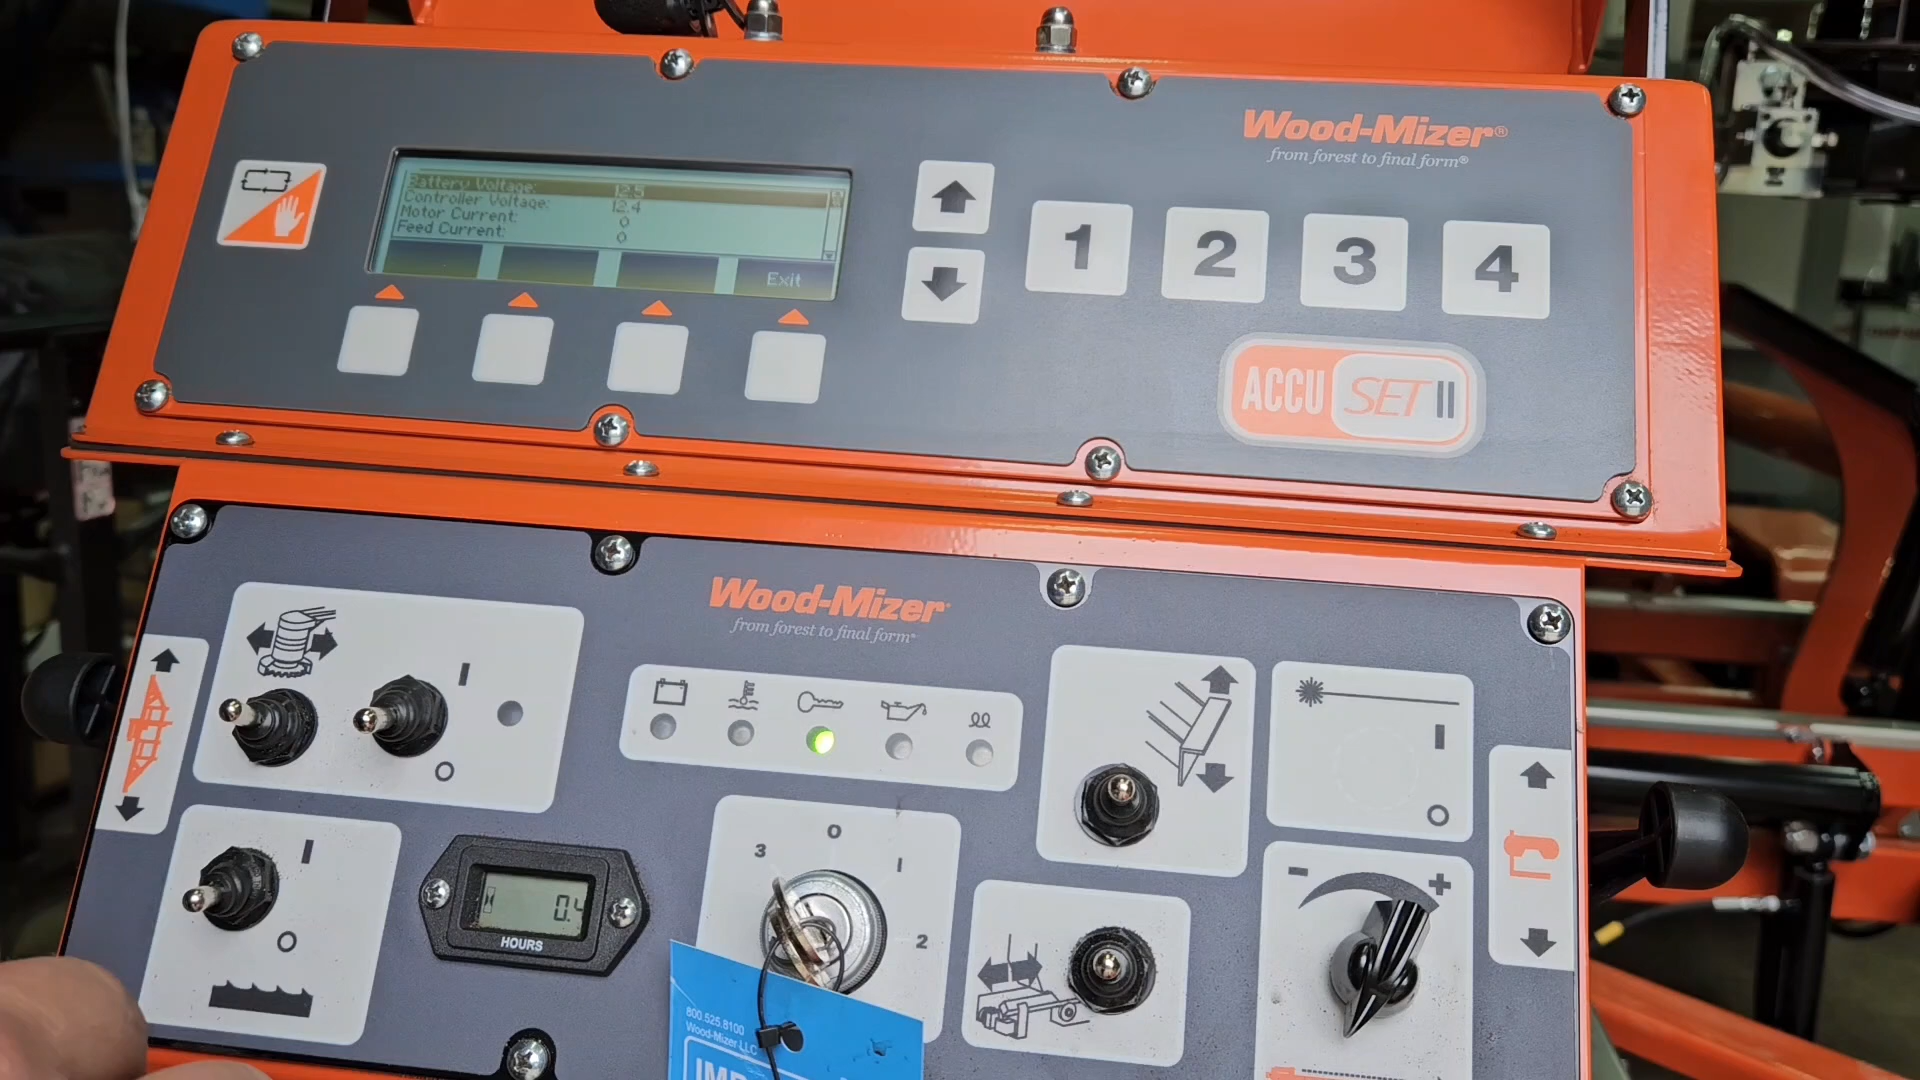 Wood-Mizer®
from forest to final form®
Battery Voltage: 12.5
Controller Voltage: 12.4
Motor Current: 0
Feed Current: 0
Exit
1
2
3
4
ACCU SET II
Wood-Mizer®
from forest to final form®
I
O
I
O
I
O
0.4
HOURS
3
0
I
2
- +
800.525.8100
Wood-Mizer LLC